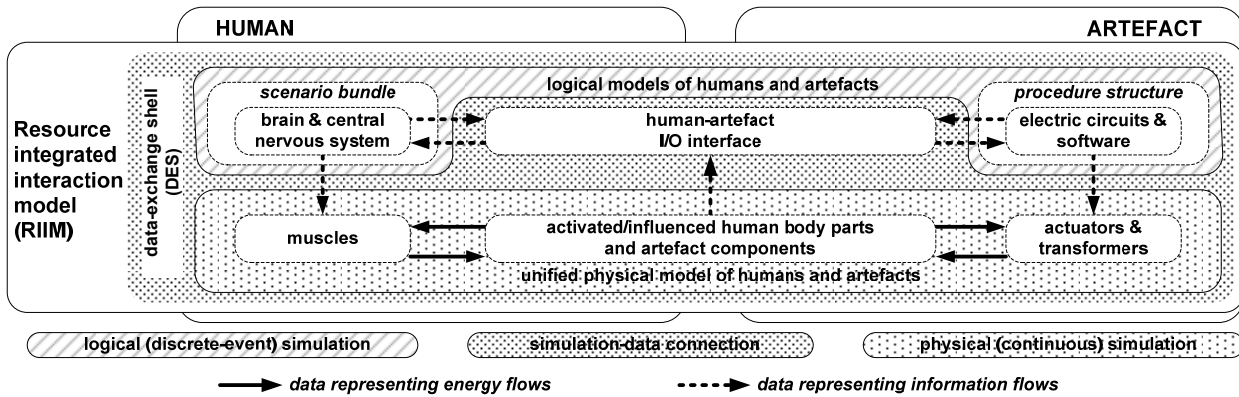 HUMAN
ARTEFACT
logical models of humans and artefacts
scenario bundle
procedure structure
brain & central
nervous system
human-artefact
I/O interface
electric circuits &
software
Resource
integrated
interaction
model
(RIIM)
data-exchange shell
(DES)
muscles
activated/influenced human body parts
and artefact components
actuators &
transformers
unified physical model of humans and artefacts
logical (discrete-event) simulation
simulation-data connection
physical (continuous) simulation
data representing energy flows
data representing information flows